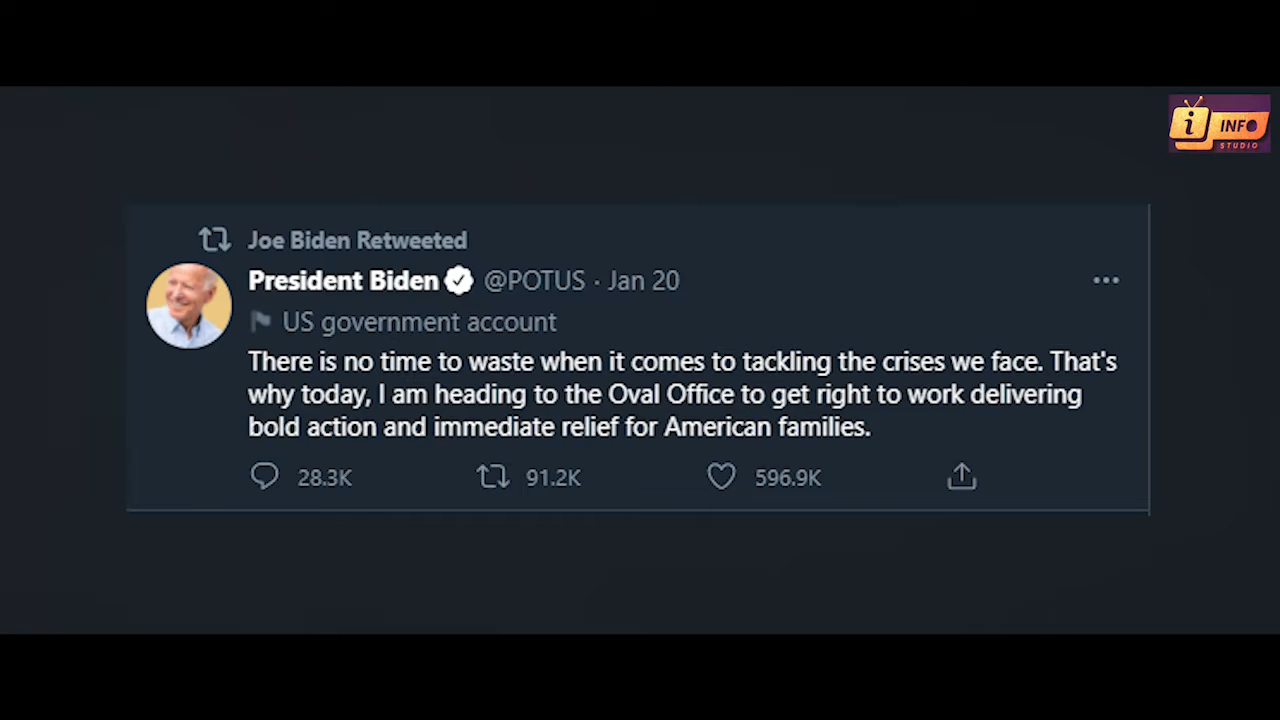 i INFO
STUDIO
Joe Biden Retweeted
President Biden @POTUS · Jan 20
US government account
There is no time to waste when it comes to tackling the crises we face. That's
why today, I am heading to the Oval Office to get right to work delivering
bold action and immediate relief for American families.
28.3K 91.2K 596.9K